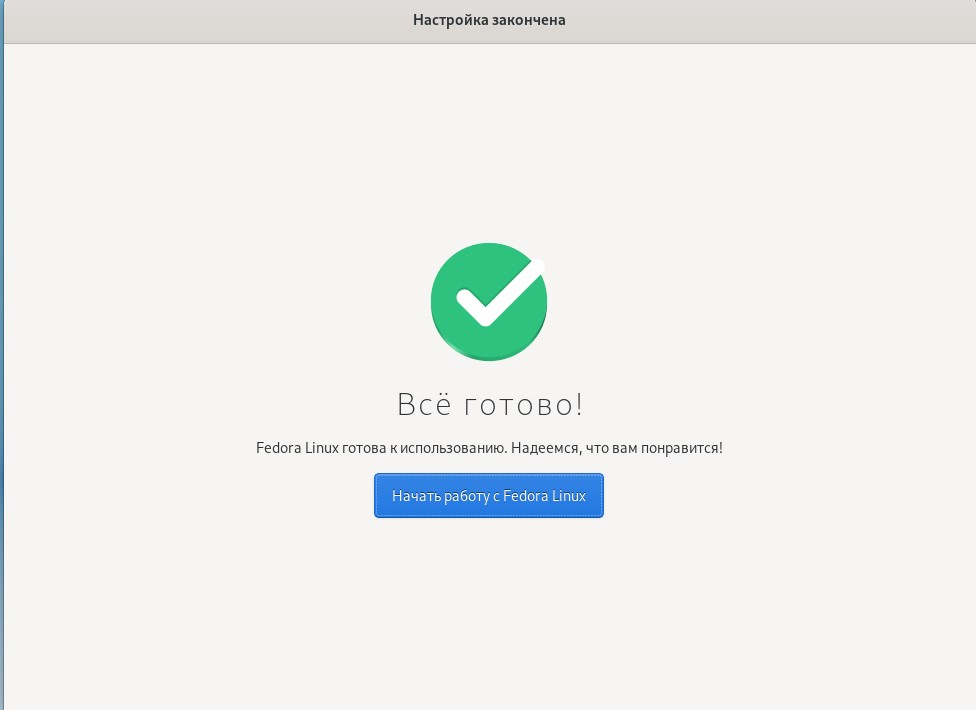 Настройка закончена
Всё готово!
Fedora Linux готова к использованию. Надеемся, что вам понравится!
Начать работу с Fedora Linux